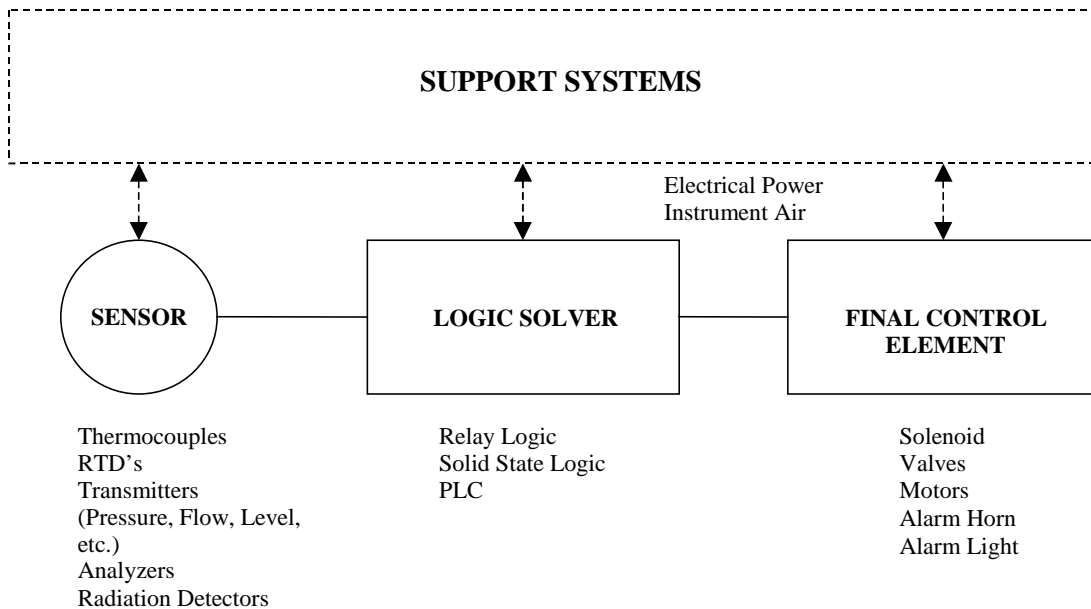 SUPPORT SYSTEMS
Electrical Power
Instrument Air
SENSOR
LOGIC SOLVER
FINAL CONTROL
ELEMENT
Thermocouples
RTD’s
Transmitters
(Pressure, Flow, Level,
etc.)
Analyzers
Radiation Detectors
Relay Logic
Solid State Logic
PLC
Solenoid
Valves
Motors
Alarm Horn
Alarm Light